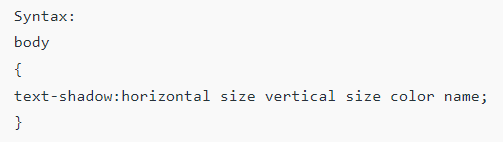 Syntax:
body
{
text-shadow:horizontal size vertical size color name;
}